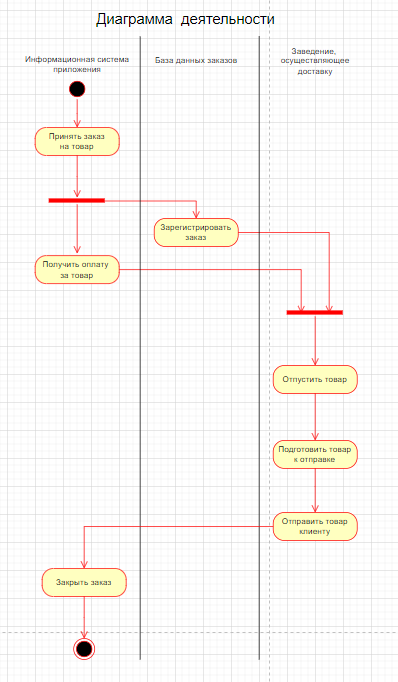 Диаграмма деятельности
Информационная система
приложения
База данных заказов
Заведение,
осуществляющее
доставку
Принять заказ
на товар
Зарегистрировать
заказ
Получить оплату
за товар
Отпустить товар
Подготовить товар
к отправке
Отправить товар
клиенту
Закрыть заказ